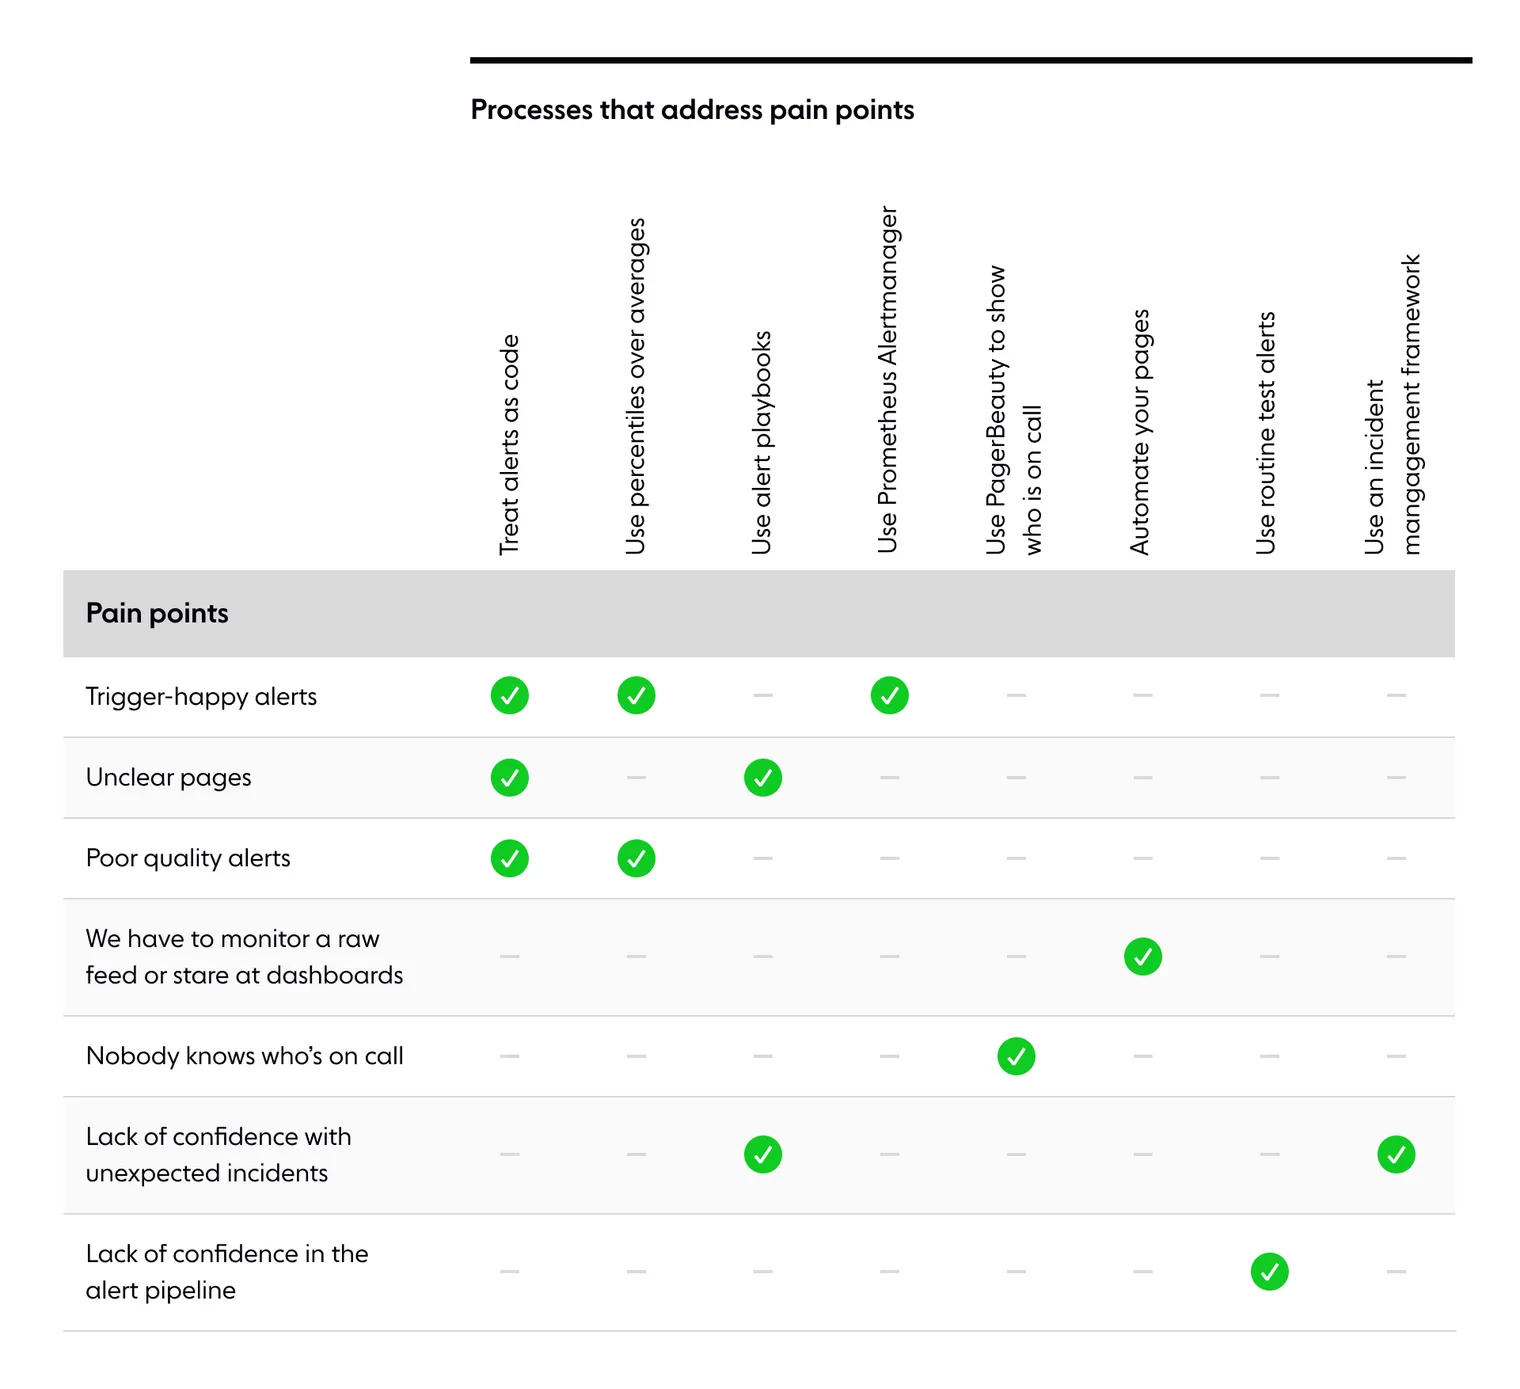 Processes that address pain points
Treat alerts as code
Use percentiles over averages
Use alert playbooks
Use Prometheus Alertmanager
Use PagerBeauty to show
who is on call
Automate your pages
Use routine test alerts
Use an incident
mangagement framework
Pain points
Trigger-happy alerts
Unclear pages
Poor quality alerts
We have to monitor a raw
feed or stare at dashboards
Nobody knows who’s on call
Lack of confidence with
unexpected incidents
Lack of confidence in the
alert pipeline